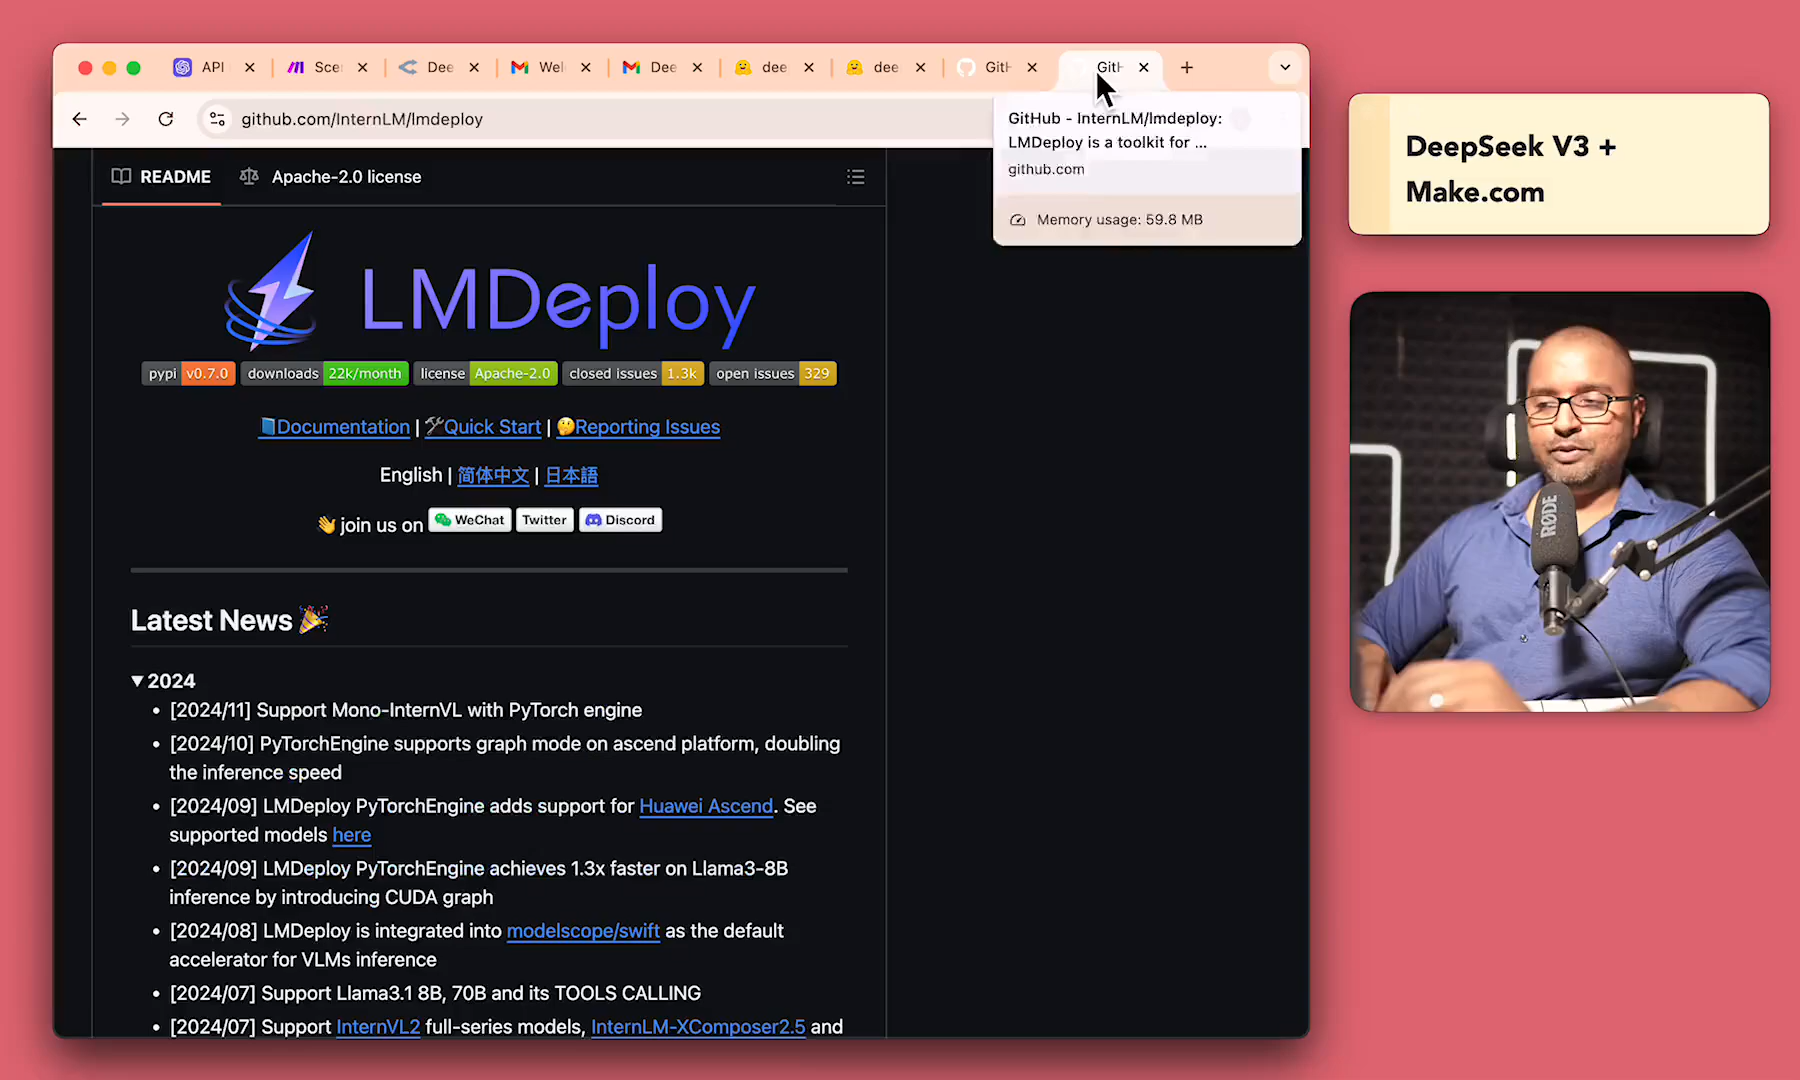 API
Sce
Dee
Wel
Dee
dee
dee
GitH
GitH
github.com/InternLM/lmdeploy
GitHub - InternLM/lmdeploy:
LMDeploy is a toolkit for ...
github.com
Memory usage: 59.8 MB
README
Apache-2.0 license
LMDeploy
pypi v0.7.0 downloads 22k/month license Apache-2.0 closed issues 1.3k open issues 329
📘Documentation | 🛠️Quick Start | 🤔Reporting Issues
English | 简体中文 | 日本語
👋 join us on WeChat Twitter Discord
Latest News 🎉
▼ 2024
• [2024/11] Support Mono-InternVL with PyTorch engine
• [2024/10] PyTorchEngine supports graph mode on ascend platform, doubling
the inference speed
• [2024/09] LMDeploy PyTorchEngine adds support for Huawei Ascend. See
supported models here
• [2024/09] LMDeploy PyTorchEngine achieves 1.3x faster on Llama3-8B
inference by introducing CUDA graph
• [2024/08] LMDeploy is integrated into modelscope/swift as the default
accelerator for VLMs inference
• [2024/07] Support Llama3.1 8B, 70B and its TOOLS CALLING
• [2024/07] Support InternVL2 full-series models, InternLM-XComposer2.5 and
DeepSeek V3 +
Make.com
RØDE